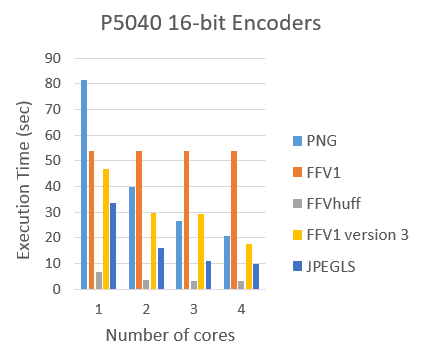 P5040 16-bit Encoders
Execution Time (sec)
90
80
70
60
50
40
30
20
10
0
1 2 3 4
Number of cores
PNG
FFV1
FFVhuff
FFV1 version 3
JPEGLS